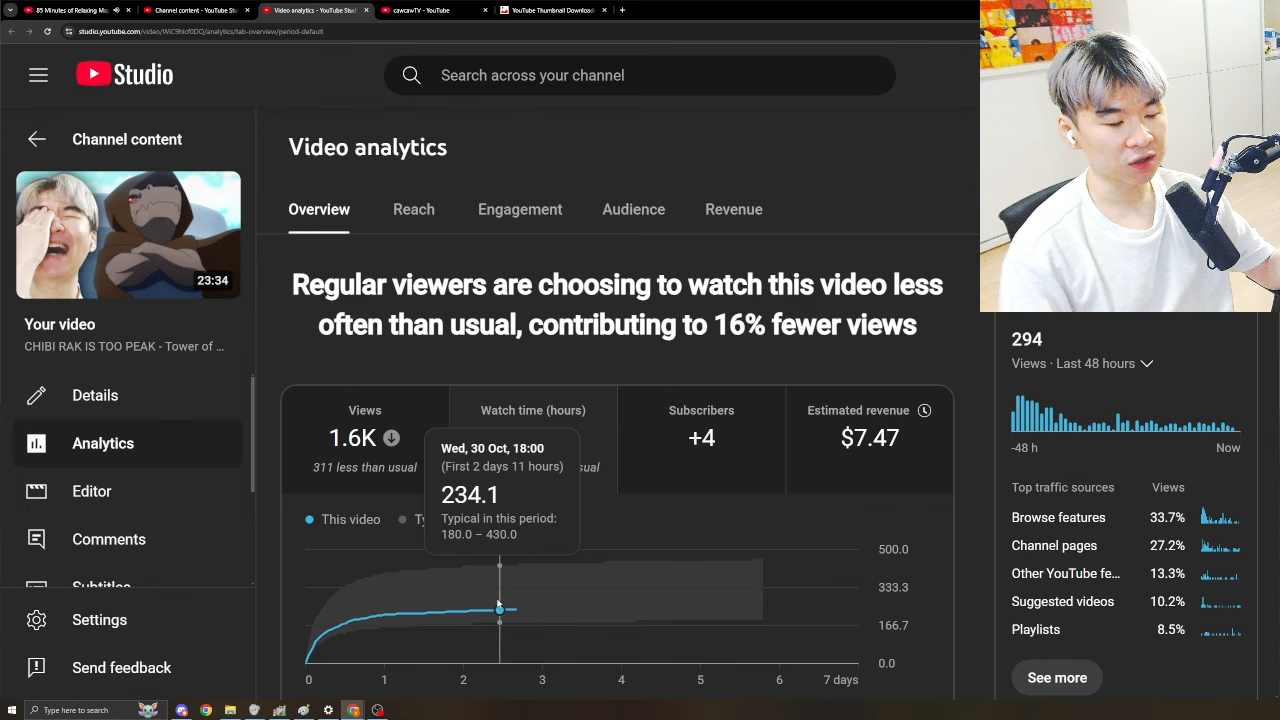 85 Minutes of Relaxing Ma
Channel content - YouTube Stu
Video analytics - YouTube Stud
cawcawTV - YouTube
YouTube Thumbnail Download
studio.youtube.com/video/WiC9hIcf0DQ/analytics/tab-overview/period-default
Studio
Search across your channel
Channel content
23:34
Your video
CHIBI RAK IS TOO PEAK - Tower of ...
Details
Analytics
Editor
Comments
Subtitles
Settings
Send feedback
Video analytics
Overview
Reach
Engagement
Audience
Revenue
Regular viewers are choosing to watch this video less
often than usual, contributing to 16% fewer views
Views
1.6K
311 less than usual
Watch time (hours)
sual
Subscribers
+4
Estimated revenue
$7.47
Wed, 30 Oct, 18:00
(First 2 days 11 hours)
234.1
Typical in this period:
180.0 – 430.0
This video
Ty
500.0
333.3
166.7
0.0
0
1
2
3
4
5
6
7 days
294
Views · Last 48 hours
-48 h
Now
Top traffic sources
Views
Browse features
33.7%
Channel pages
27.2%
Other YouTube fe...
13.3%
Suggested videos
10.2%
Playlists
8.5%
See more
Type here to search